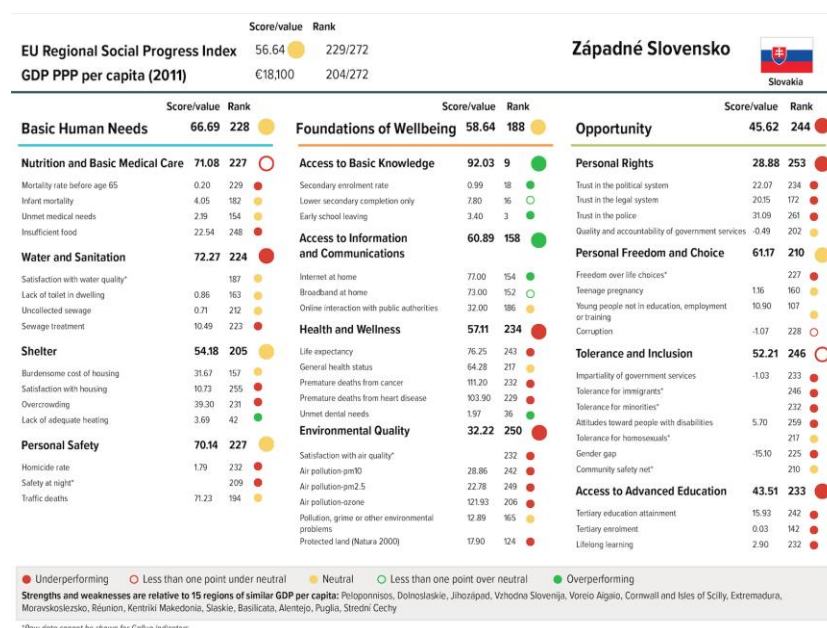 Score/value Rank
EU Regional Social Progress Index 56.64 229/272
GDP PPP per capita (2011) €18,100 204/272
Západné Slovensko
Slovakia
Score/value Rank
Basic Human Needs 66.69 228
Nutrition and Basic Medical Care 71.08 227
Mortality rate before age 65 0.20 229
Infant mortality 4.05 182
Unmet medical needs 2.19 154
Insufficient food 22.54 248
Water and Sanitation 72.27 224
Satisfaction with water quality* 187
Lack of toilet in dwelling 0.86 163
Uncollected sewage 0.71 212
Sewage treatment 10.49 223
Shelter 54.18 205
Burdensome cost of housing 31.67 157
Satisfaction with housing 10.73 255
Overcrowding 39.30 231
Lack of adequate heating 3.69 42
Personal Safety 70.14 227
Homicide rate 1.79 232
Safety at night* 209
Traffic deaths 71.23 194
Score/value Rank
Foundations of Wellbeing 58.64 188
Access to Basic Knowledge 92.03 9
Secondary enrolment rate 0.99 18
Lower secondary completion only 7.80 16
Early school leaving 3.40 3
Access to Information 60.89 158
and Communications
Internet at home 77.00 154
Broadband at home 73.00 152
Online interaction with public authorities 32.00 186
Health and Wellness 57.11 234
Life expectancy 76.25 243
General health status 64.28 217
Premature deaths from cancer 111.20 232
Premature deaths from heart disease 103.90 229
Unmet dental needs 1.97 36
Environmental Quality 32.22 250
Satisfaction with air quality* 232
Air pollution-pm10 28.86 242
Air pollution-pm2.5 22.78 249
Air pollution-ozone 121.93 206
Pollution, grime or other environmental 12.89 165
problems
Protected land (Natura 2000) 17.90 124
Score/value Rank
Opportunity 45.62 244
Personal Rights 28.88 253
Trust in the political system 22.07 234
Trust in the legal system 20.15 172
Trust in the police 31.09 261
Quality and accountability of government services -0.49 202
Personal Freedom and Choice 61.17 210
Freedom over life choices* 227
Teenage pregnancy 1.16 160
Young people not in education, employment 10.90 107
or training
Corruption -1.07 228
Tolerance and Inclusion 52.21 246
Impartiality of government services -1.03 233
Tolerance for immigrants* 246
Tolerance for minorities* 232
Attitudes toward people with disabilities 5.70 259
Tolerance for homosexuals* 217
Gender gap -15.10 225
Community safety net* 210
Access to Advanced Education 43.51 233
Tertiary education attainment 15.93 242
Tertiary enrolment 0.03 142
Lifelong learning 2.90 232
Underperforming Less than one point under neutral Neutral Less than one point over neutral Overperforming
Strengths and weaknesses are relative to 15 regions of similar GDP per capita: Peloponnisos, Dolnoslaskie, Jihozápad, Vzhodna Slovenija, Voreio Aigaio, Cornwall and Isles of Scilly, Extremadura,
Moravskoslezsko, Réunion, Kentriki Makedonia, Slaskie, Basilicata, Alentejo, Puglia, Strední Cechy